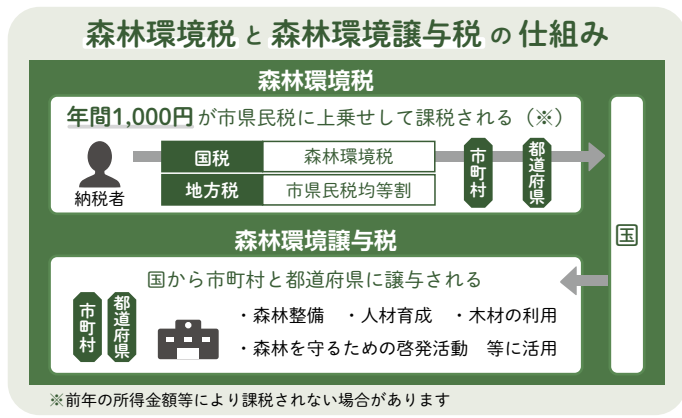 森林環境税と森林環境譲与税の仕組み
森林環境税
年間1,000円が市県民税に上乗せして課税される（※）
納税者
国税 森林環境税
地方税 市県民税均等割
市町村
都道府県
国
森林環境譲与税
国から市町村と都道府県に譲与される
市町村
都道府県
・森林整備 ・人材育成 ・木材の利用
・森林を守るための啓発活動 等に活用
※前年の所得金額等により課税されない場合があります